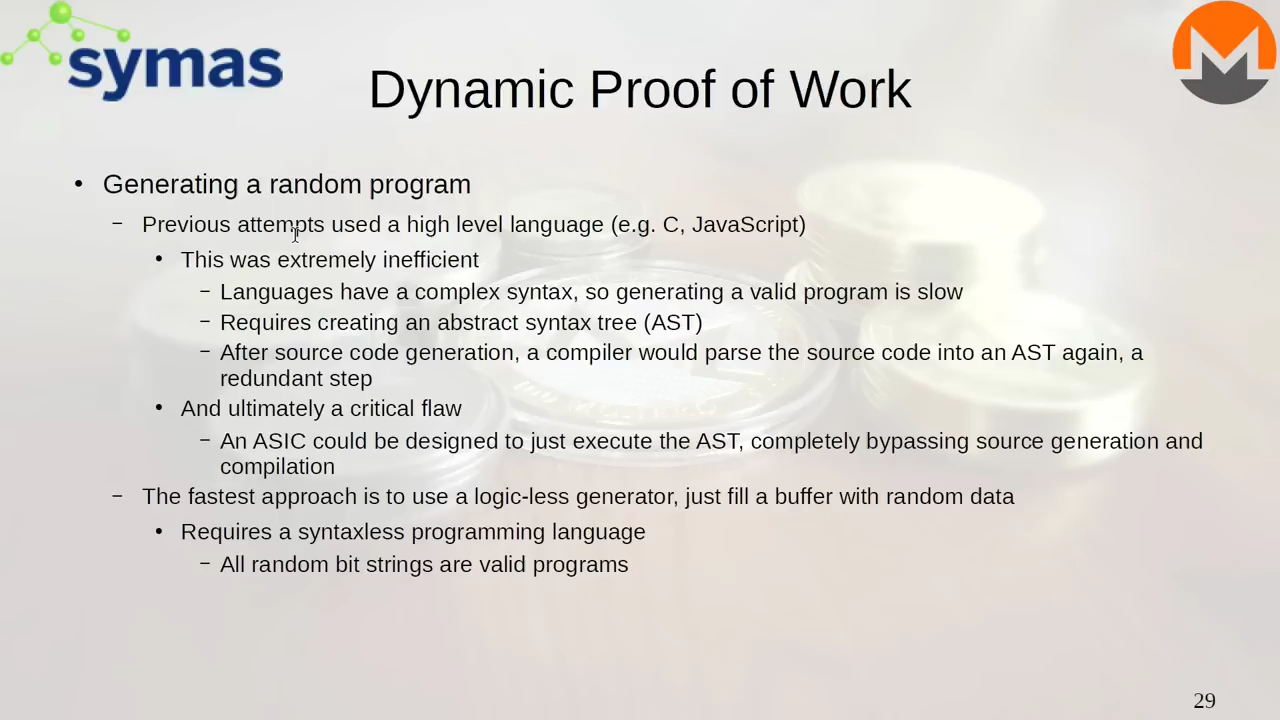 symas
Dynamic Proof of Work
• Generating a random program
– Previous attempts used a high level language (e.g. C, JavaScript)
• This was extremely inefficient
– Languages have a complex syntax, so generating a valid program is slow
– Requires creating an abstract syntax tree (AST)
– After source code generation, a compiler would parse the source code into an AST again, a
redundant step
• And ultimately a critical flaw
– An ASIC could be designed to just execute the AST, completely bypassing source generation and
compilation
– The fastest approach is to use a logic-less generator, just fill a buffer with random data
• Requires a syntaxless programming language
– All random bit strings are valid programs
29